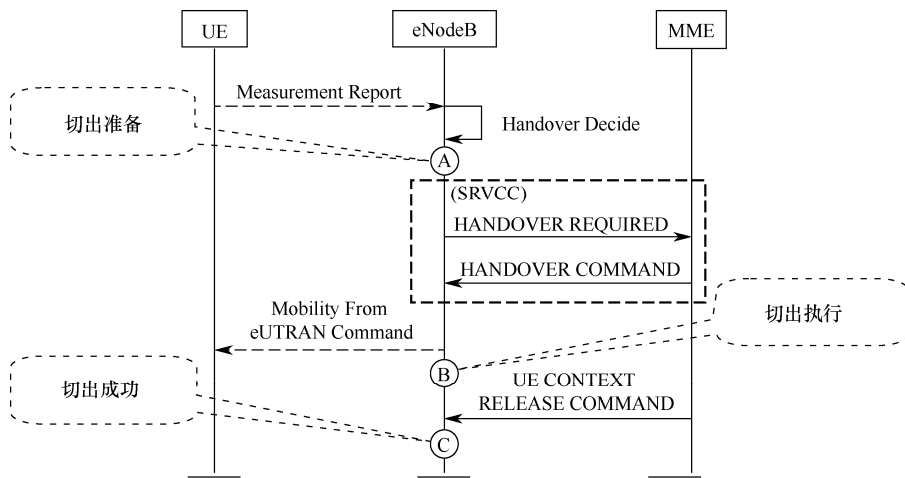 UE
eNodeB
MME
Measurement Report
切出准备
Handover Decide
A
(SRVCC)
HANDOVER REQUIRED
HANDOVER COMMAND
Mobility From
eUTRAN Command
切出执行
B
切出成功
UE CONTEXT
RELEASE COMMAND
C